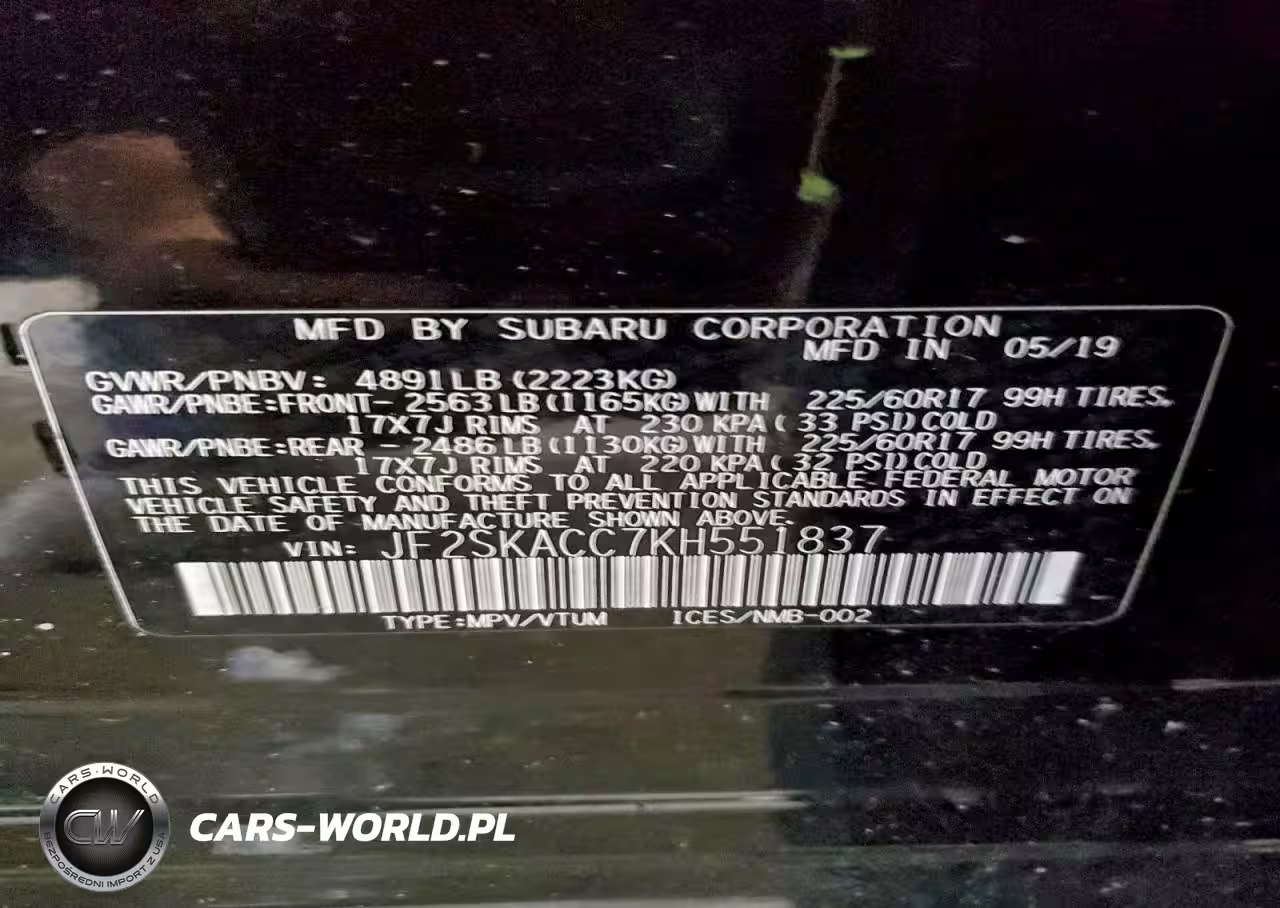 MFD BY SUBARU CORPORATION
MFD IN 05/19
GVWR/PNBV: 4891LB (2223KG)
GAWR/PNBE:FRONT- 2563LB(1165KG)WITH 225/60R17 99H TIRES.
17X7J RIMS AT 230 KPA( 33 PSI)COLD
GAWR/PNBE:REAR -2486LB(1130KG)WITH 225/60R17 99H TIRES.
17X7J RIMS AT 220 KPA( 32 PSI)COLD
THIS VEHICLE CONFORMS TO ALL APPLICABLE FEDERAL MOTOR
VEHICLE SAFETY AND THEFT PREVENTION STANDARDS IN EFFECT ON
THE DATE OF MANUFACTURE SHOWN ABOVE.
VIN: JF2SKACC7KH551837
TYPE:MPV/VTUM ICES/NMB-002
CARS-WORLD
CW
BEZPOŚREDNI IMPORT Z USA
CARS-WORLD.PL